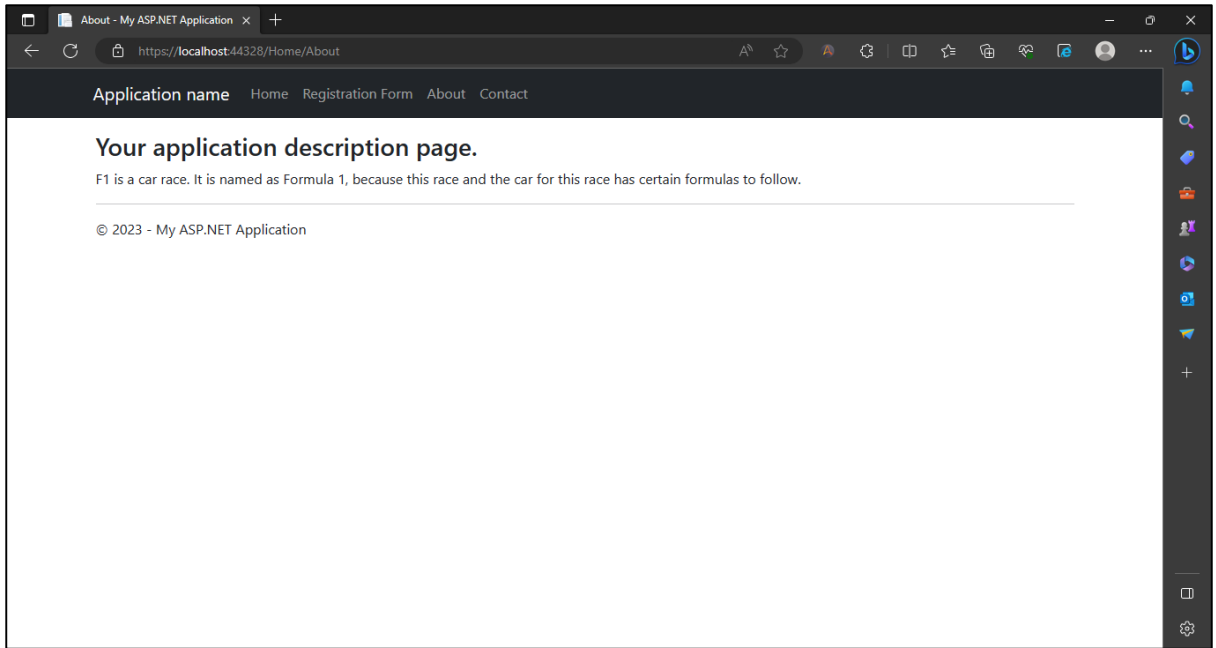 About - My ASP.NET Application
https://localhost:44328/Home/About
Application name Home Registration Form About Contact
Your application description page.
F1 is a car race. It is named as Formula 1, because this race and the car for this race has certain formulas to follow.
© 2023 - My ASP.NET Application